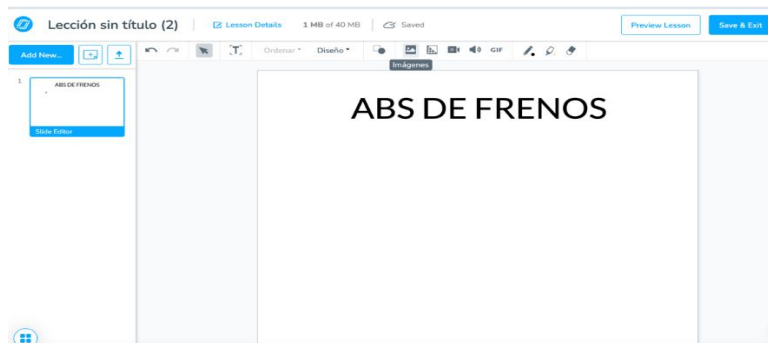 Lección sin título (2) Lesson Details 1 MB of 40 MB Saved Preview Lesson Save & Exit
Add New... T Ordenar Diseño GIF
Imágenes
1
ABS DE FRENOS
Slide Editor
ABS DE FRENOS